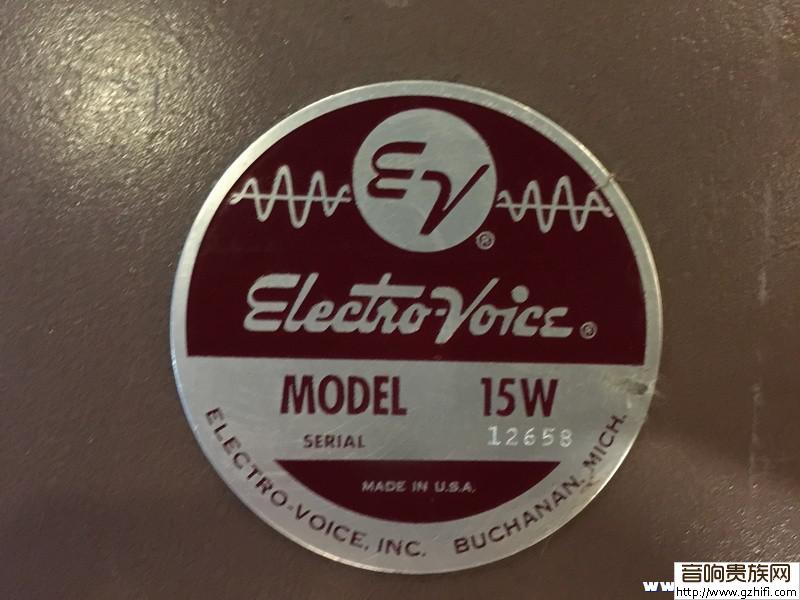 EV®
Electro-Voice®
MODEL 15W
SERIAL 12658
MADE IN U.S.A.
ELECTRO-VOICE, INC. BUCHANAN, MICH.
音响贵族网
http://www.gzhifi.com